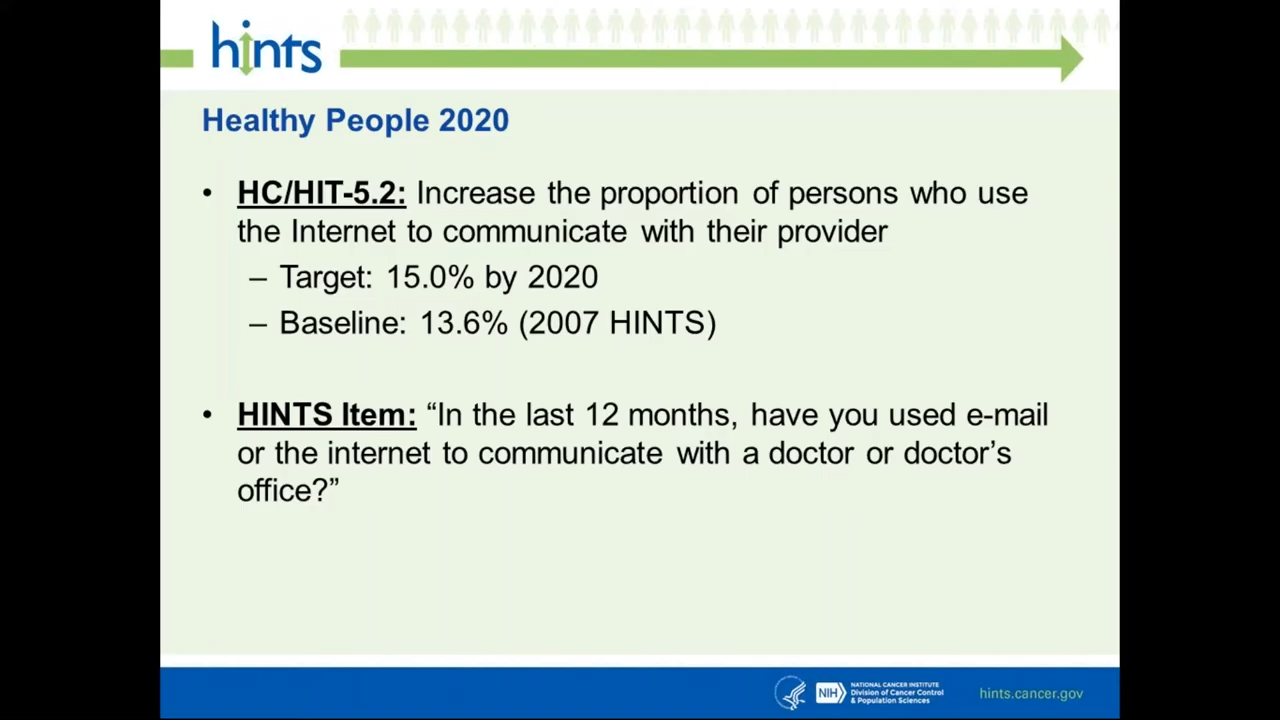 hints
Healthy People 2020
• HC/HIT-5.2: Increase the proportion of persons who use
the Internet to communicate with their provider
– Target: 15.0% by 2020
– Baseline: 13.6% (2007 HINTS)
• HINTS Item: “In the last 12 months, have you used e-mail
or the internet to communicate with a doctor or doctor’s
office?”
NIH
NATIONAL CANCER INSTITUTE
Division of Cancer Control
& Population Sciences
hints.cancer.gov